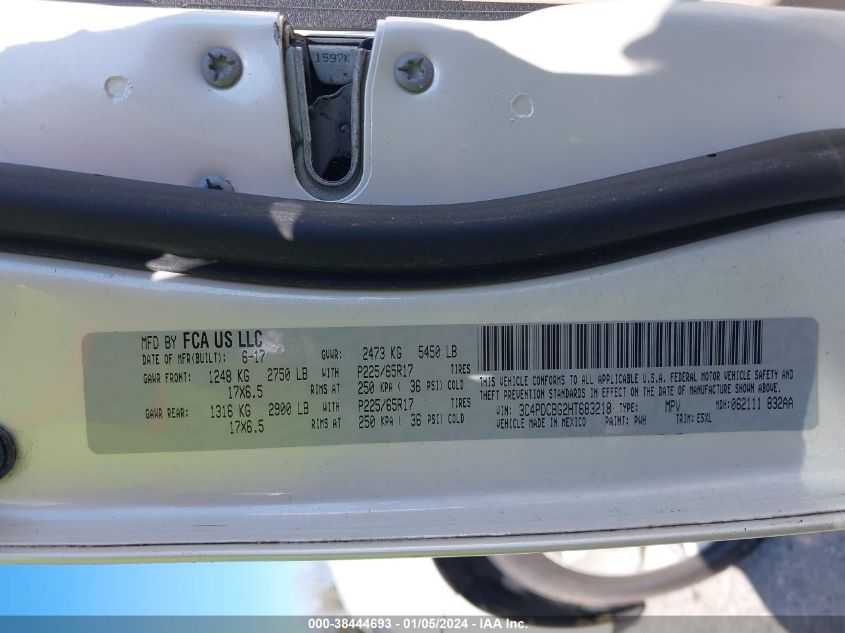 1597K
MFD BY FCA US LLC
DATE OF MFR(BUILT): 6-17 GVWR: 2473 KG 5450 LB
GAWR FRONT: 1248 KG 2750 LB WITH P225/65R17 TIRES
17X6.5 RIMS AT 250 KPA ( 36 PSI) COLD
GAWR REAR: 1316 KG 2900 LB WITH P225/65R17 TIRES
17X6.5 RIMS AT 250 KPA ( 36 PSI) COLD
THIS VEHICLE CONFORMS TO ALL APPLICABLE U.S.A. FEDERAL MOTOR VEHICLE SAFETY AND
THEFT PREVENTION STANDARDS IN EFFECT ON THE DATE OF MANUFACTURE SHOWN ABOVE.
VIN: 3C4PDCBG2HT683218 TYPE: MPV MDH: 062111 832AA
VEHICLE MADE IN MEXICO PAINT: PWH TRIM: E5XL
000-38444693 - 01/05/2024 - IAA Inc.